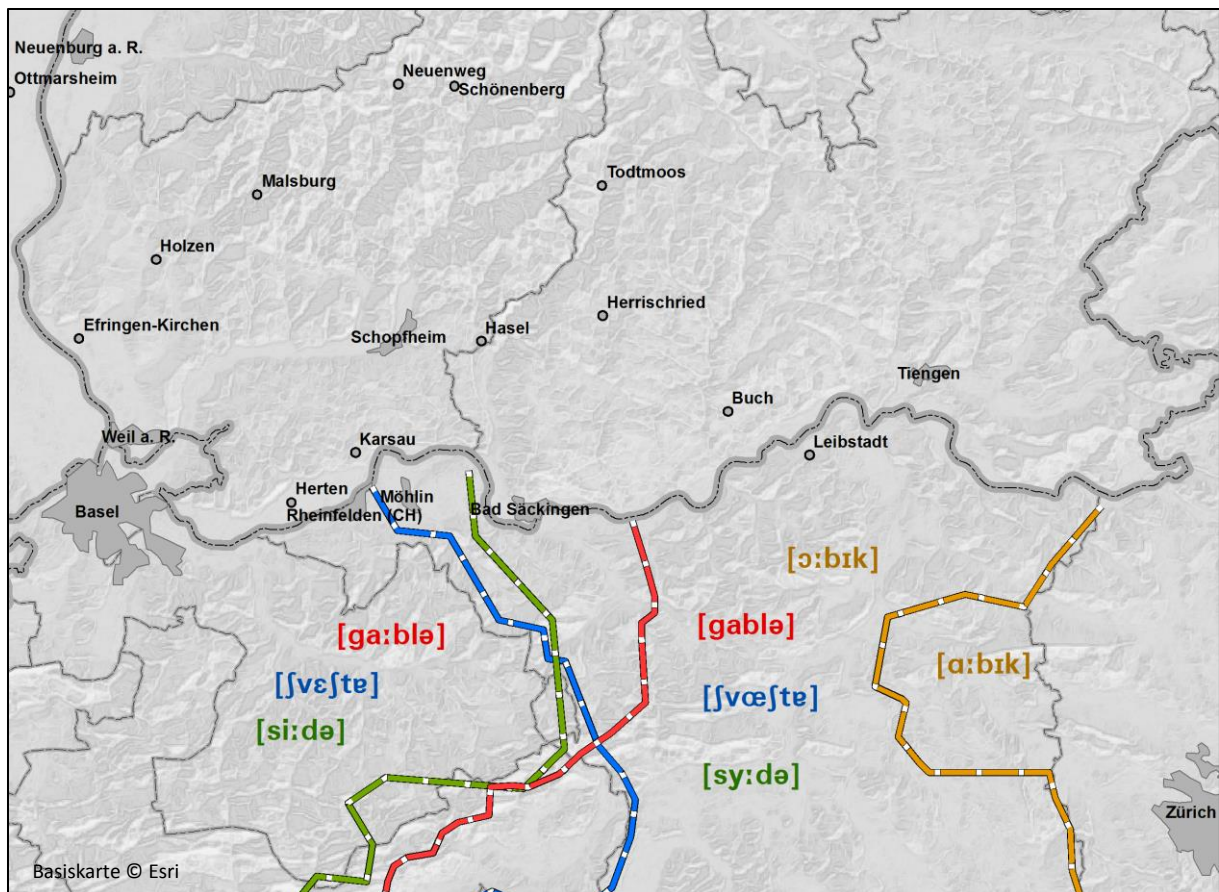 Neuenburg a. R.
Ottmarsheim
Neuenweg
Schönenberg
Malsburg
Todtmoos
Holzen
Efringen-Kirchen
Schopfheim
Hasel
Herrischried
Tiengen
Buch
Weil a. R.
Karsau
Leibstadt
Herten
Möhlin
Basel
Rheinfelden (CH)
Bad Säckingen
[ɔːbɪk]
[gaːblə]
[gablə]
[ɑːbɪk]
[ʃvɛʃtɐ]
[ʃvœʃtɐ]
[siːdə]
[syːdə]
Zürich
Basiskarte © Esri